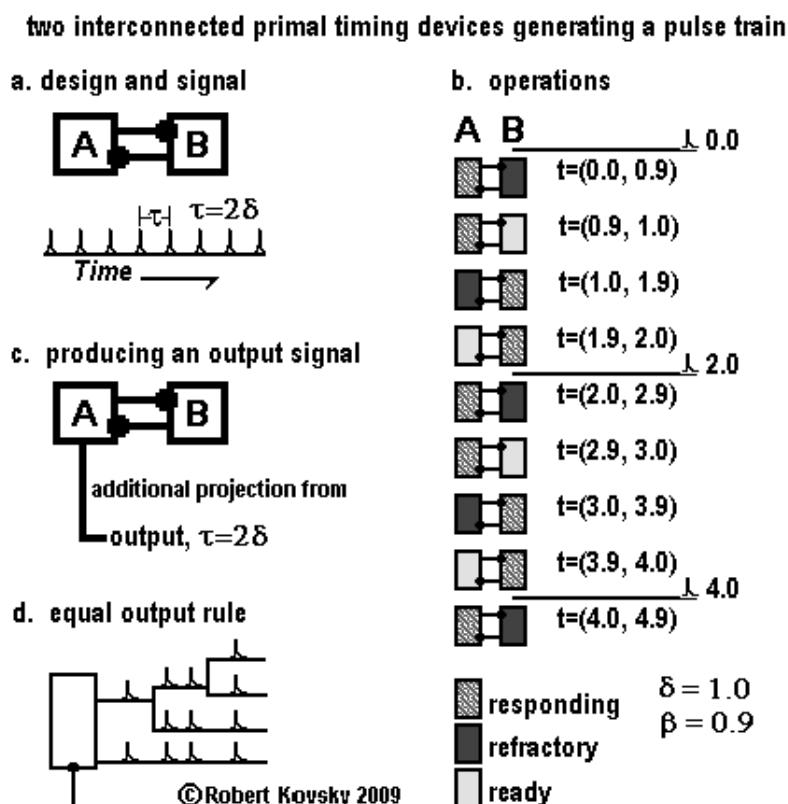 two interconnected primal timing devices generating a pulse train
a. design and signal
A B
τ τ=2δ
Time
c. producing an output signal
A B
additional projection from
output, τ=2δ
d. equal output rule
©Robert Kovsky 2009
b. operations
A B
0.0
t=(0.0, 0.9)
t=(0.9, 1.0)
t=(1.0, 1.9)
t=(1.9, 2.0)
2.0
t=(2.0, 2.9)
t=(2.9, 3.0)
t=(3.0, 3.9)
t=(3.9, 4.0)
4.0
t=(4.0, 4.9)
responding
refractory
ready
δ = 1.0
β = 0.9